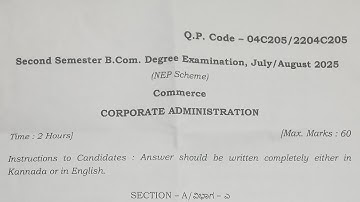 Q.P. Code – 04C205/2204C205
Second Semester B.Com. Degree Examination, July/August 2025
(NEP Scheme)
Commerce
CORPORATE ADMINISTRATION
Time : 2 Hours] [Max. Marks : 60
Instructions to Candidates : Answer should be written completely either in
Kannada or in English.
SECTION – A/ವಿಭಾಗ – ಎ